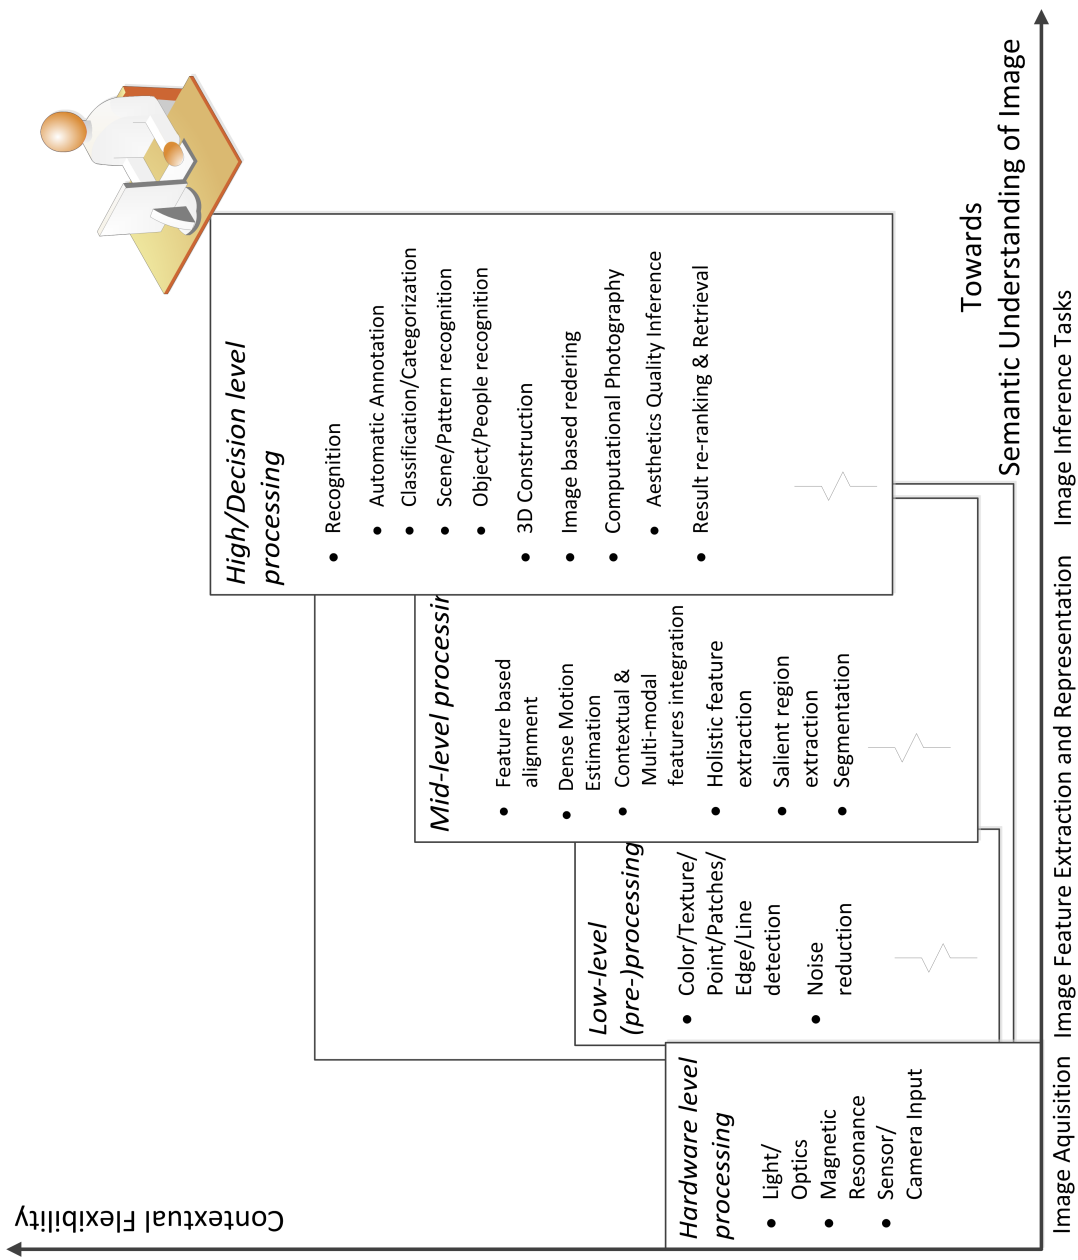 Contextual Flexibility
Hardware level
processing
• Light/
Optics
• Magnetic
Resonance
• Sensor/
Camera Input
Low-level
(pre-)processing
• Color/Texture/
Point/Patches/
Edge/Line
detection
• Noise
reduction
Mid-level processin
• Feature based
alignment
• Dense Motion
Estimation
• Contextual &
Multi-modal
features integration
• Holistic feature
extraction
• Salient region
extraction
• Segmentation
High/Decision level
processing
• Recognition
• Automatic Annotation
• Classification/Categorization
• Scene/Pattern recognition
• Object/People recognition
• 3D Construction
• Image based redering
• Computational Photography
• Aesthetics Quality Inference
• Result re-ranking & Retrieval
Towards
Semantic Understanding of Image
Image Aquisition
Image Feature Extraction and Representation
Image Inference Tasks